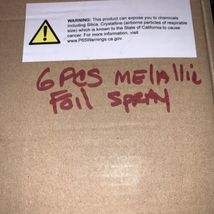 WARNING: This product can expose you to chemicals
including Silica, Crystalline (airborne particles of respirable
size) which is known to the State of California to cause
cancer. For more information, visit
www.P65Warnings.ca.gov.
6 PCS METALLIC
FOIL SPRAY